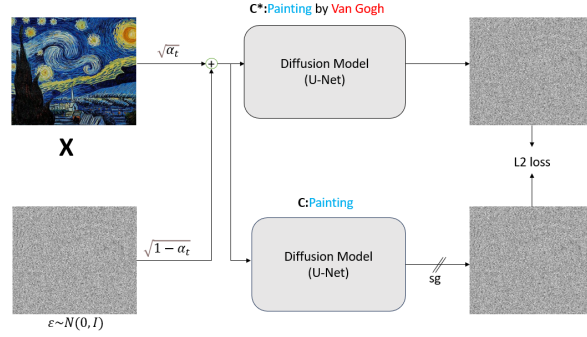 C*:Painting by Van Gogh
√α_t
+
Diffusion Model
(U-Net)
X
L2 loss
C:Painting
√1 − α_t
Diffusion Model
(U-Net)
sg
ε~N(0, I)